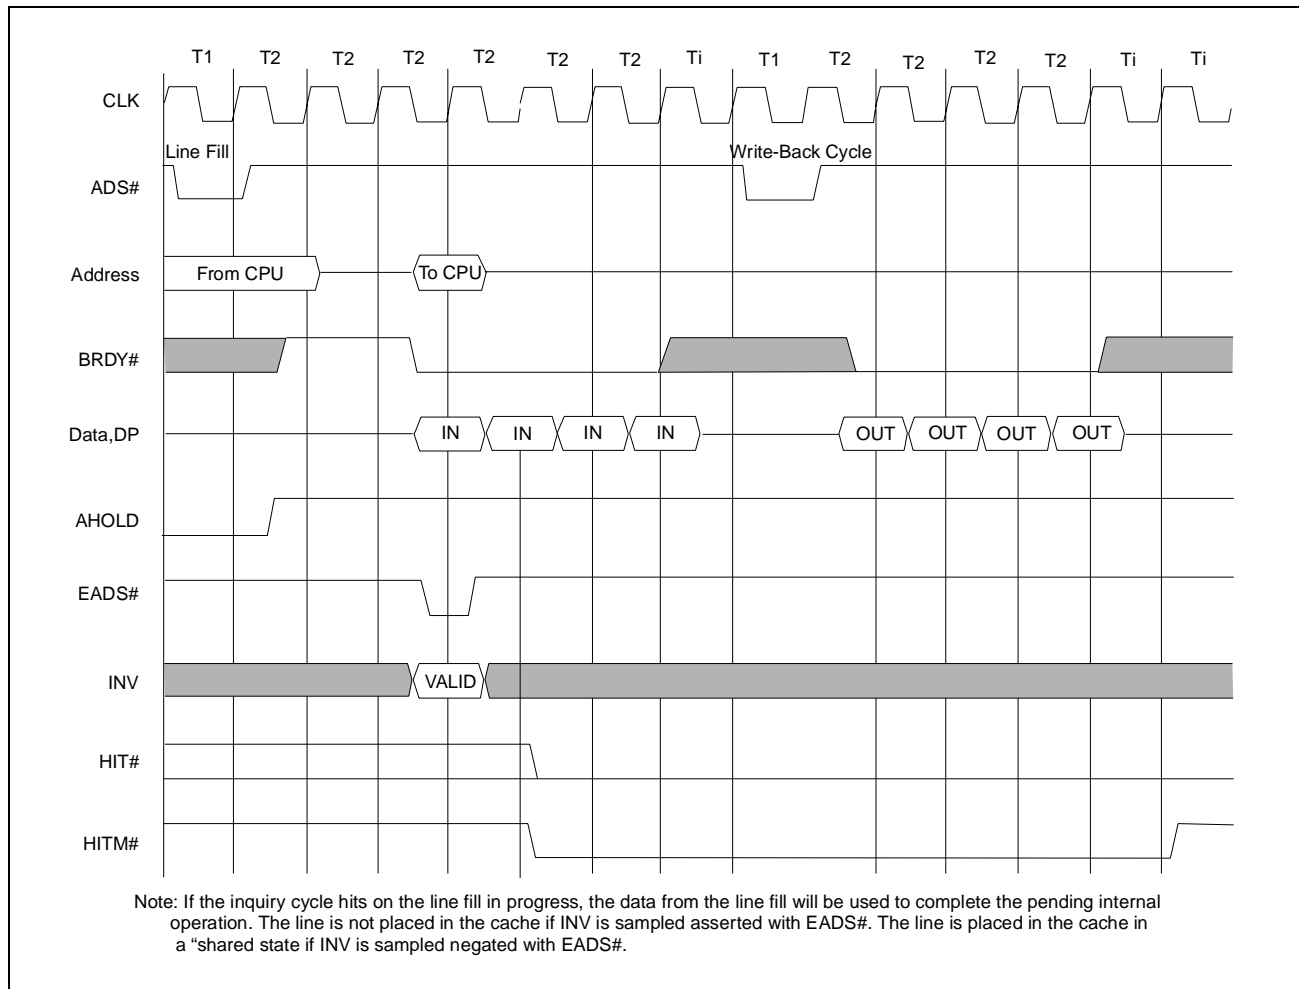 T1 T2 T2 T2 T2 T2 T2 Ti T1 T2 T2 T2 T2 Ti Ti
CLK
Line Fill Write-Back Cycle
ADS#
Address From CPU To CPU
BRDY#
Data,DP IN IN IN IN OUT OUT OUT OUT
AHOLD
EADS#
INV VALID
HIT#
HITM#
Note: If the inquiry cycle hits on the line fill in progress, the data from the line fill will be used to complete the pending internal
operation. The line is not placed in the cache if INV is sampled asserted with EADS#. The line is placed in the cache in
a “shared state if INV is sampled negated with EADS#.